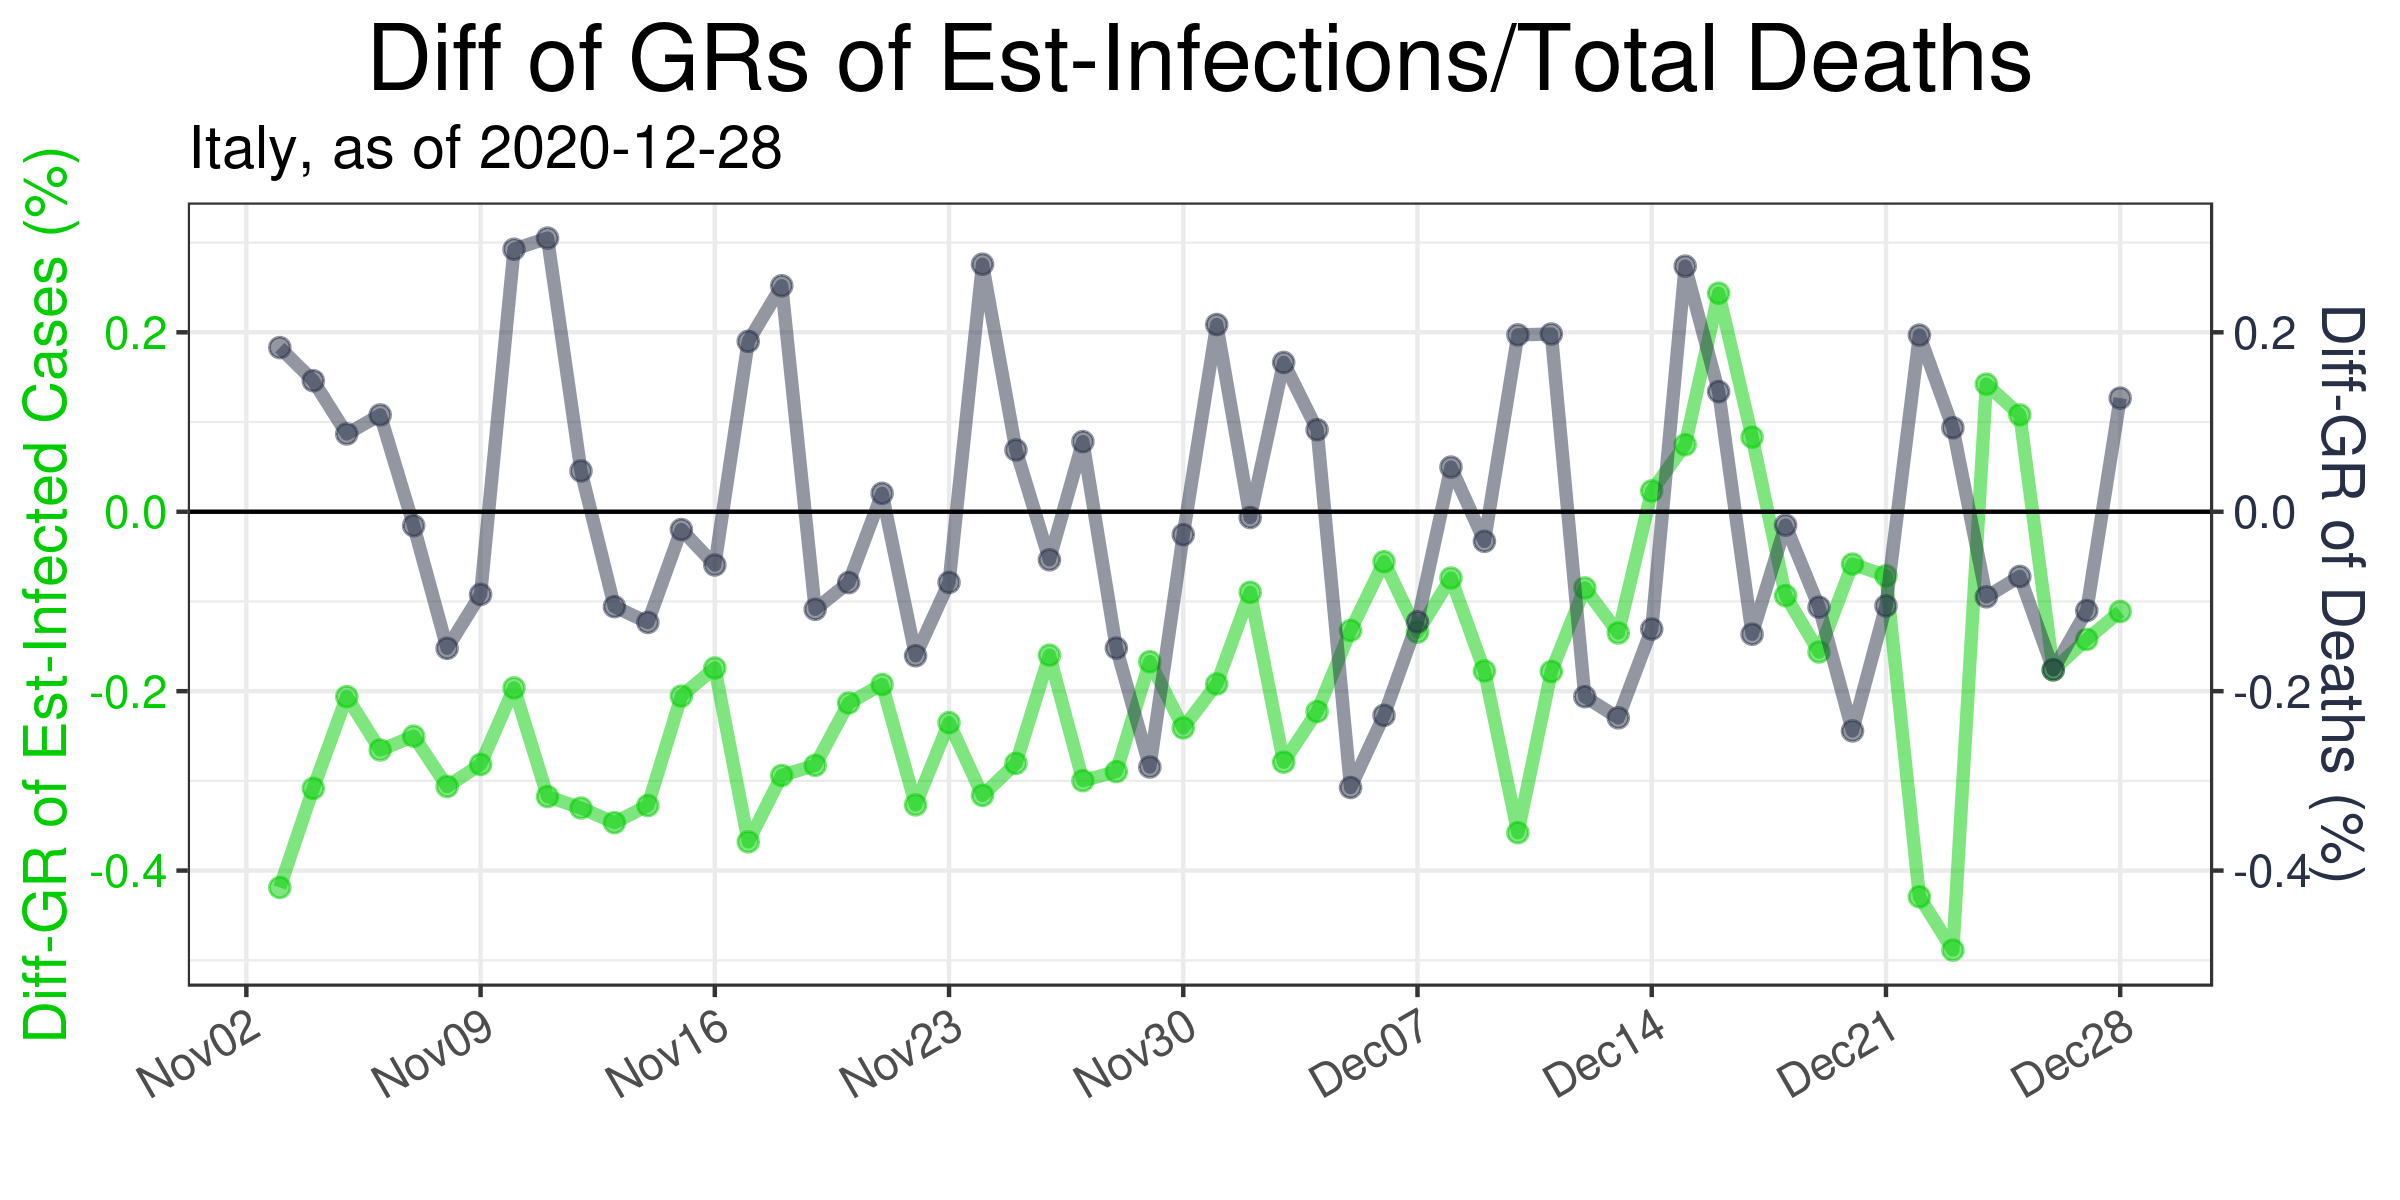 Diff of GRs of Est-Infections/Total Deaths
Italy, as of 2020-12-28
Diff-GR of Est-Infected Cases (%)
0.2
0.0
-0.2
-0.4
0.2
0.0
-0.2
-0.4
Diff-GR of Deaths (%)
Nov02
Nov09
Nov16
Nov23
Nov30
Dec07
Dec14
Dec21
Dec28